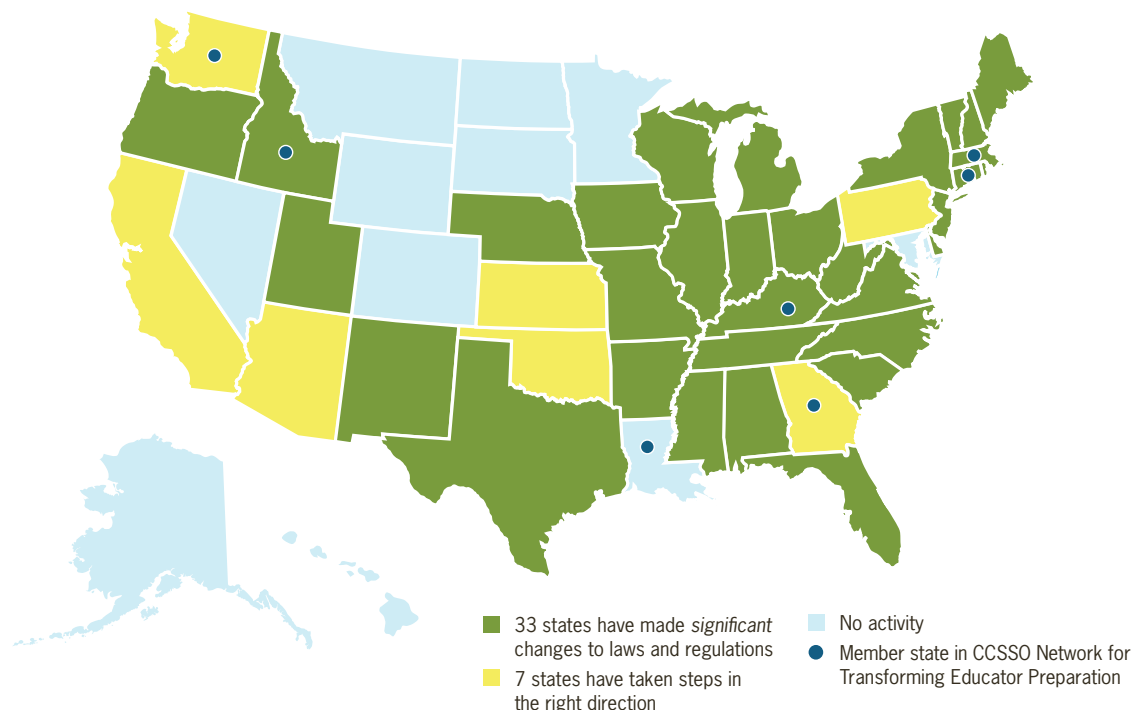 33 states have made significant
changes to laws and regulations
7 states have taken steps in
the right direction
No activity
Member state in CCSSO Network for
Transforming Educator Preparation